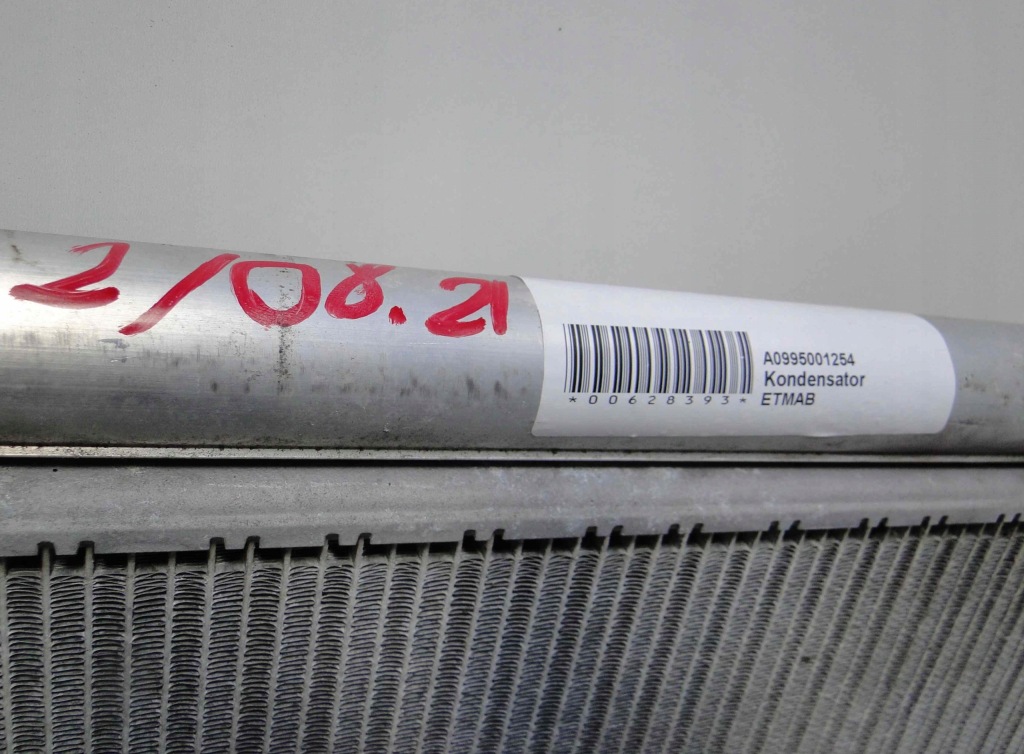 2/08.21
A0995001254
Kondensator
*00628393* ETMAB